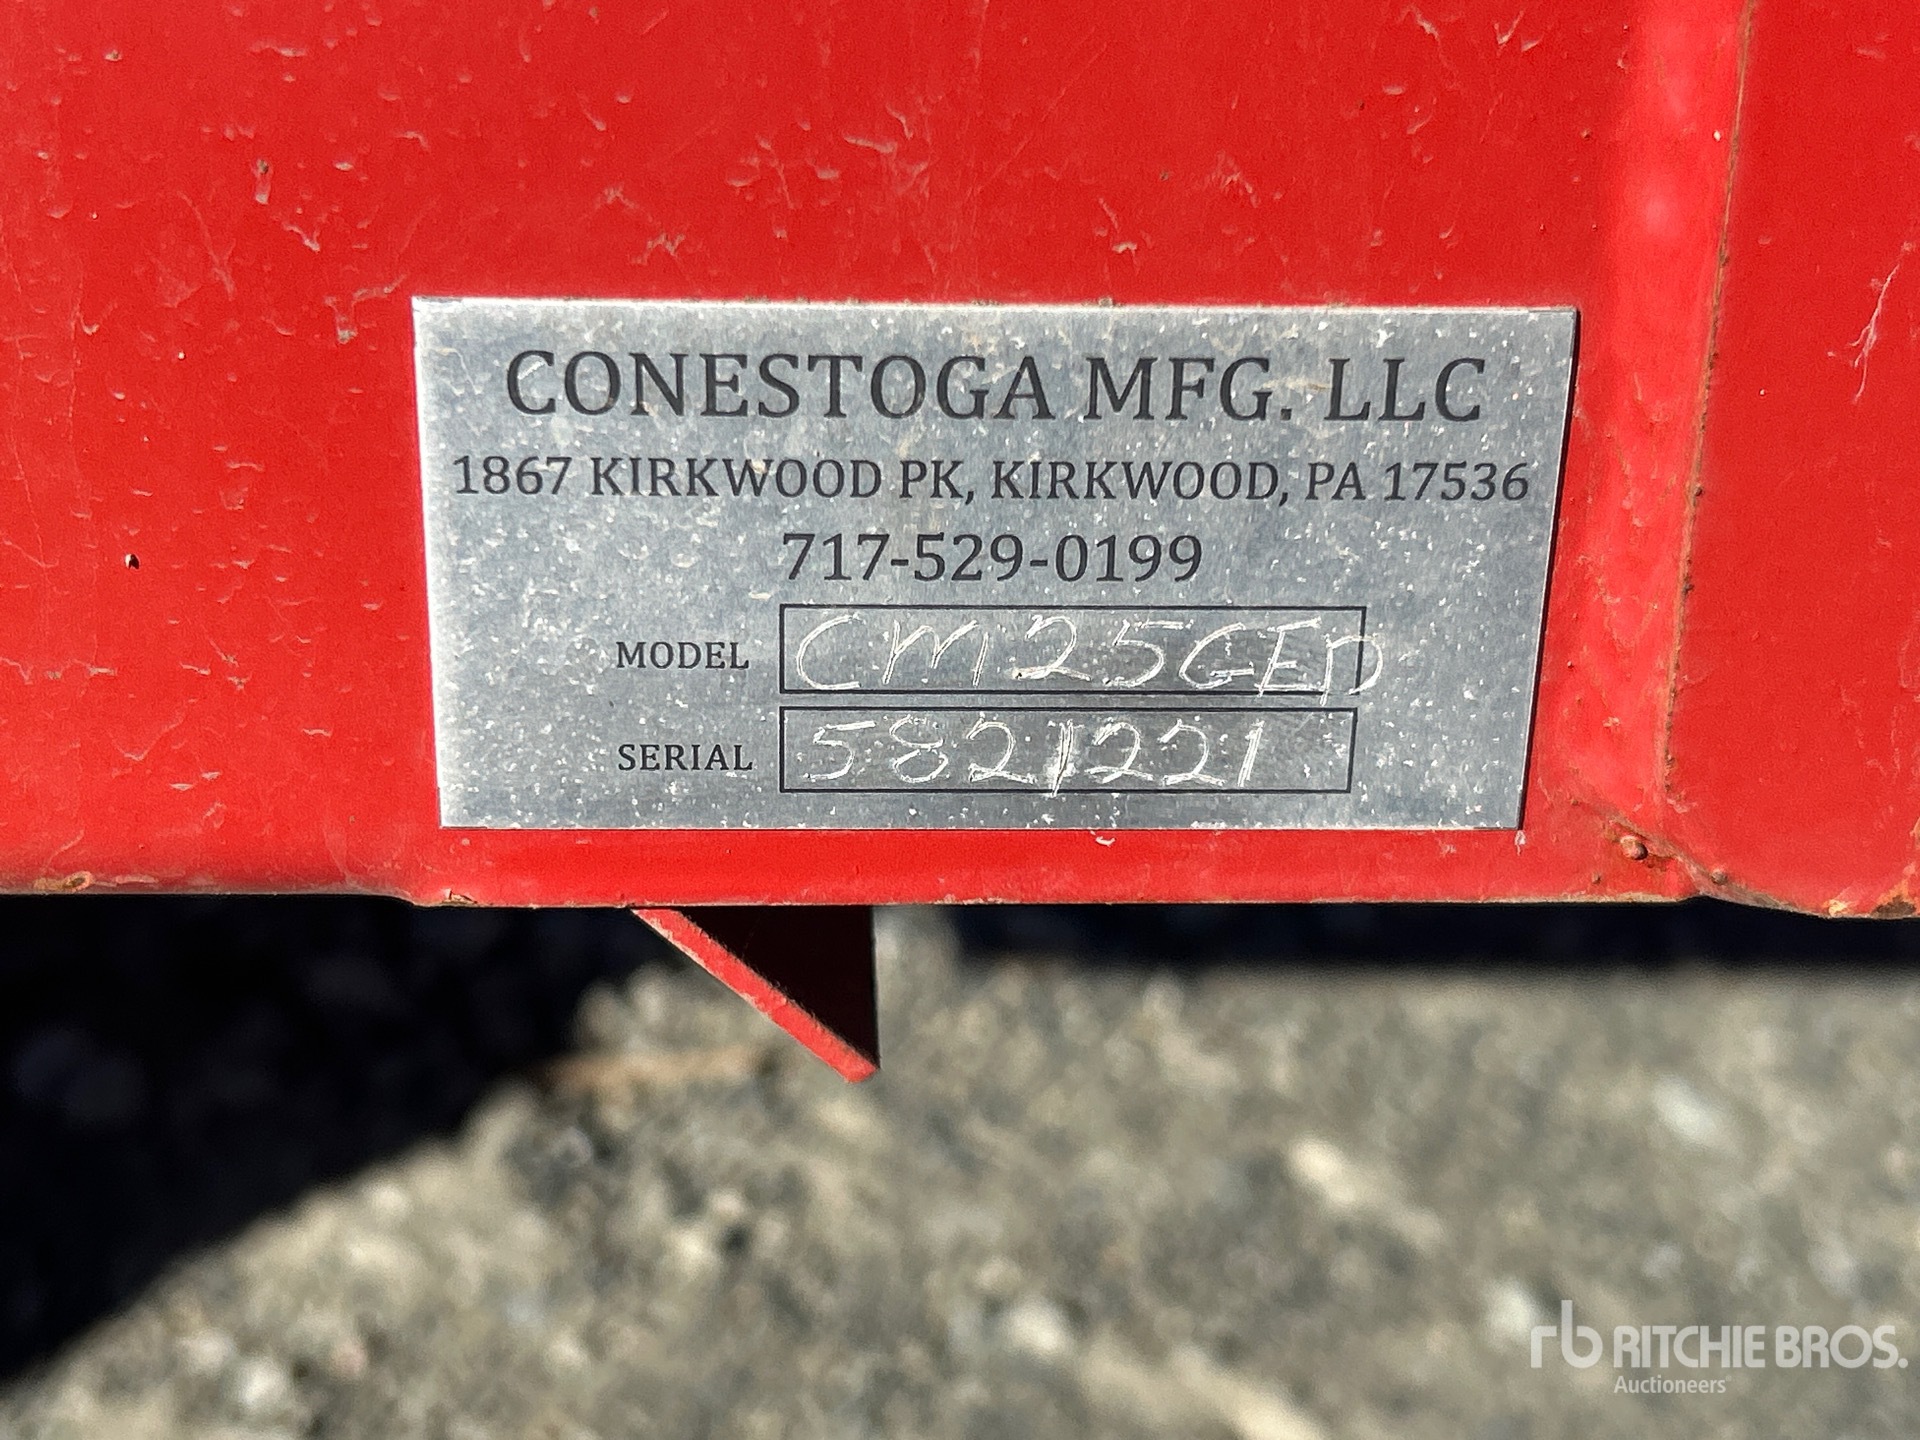 CONESTOGA MFG. LLC
1867 KIRKWOOD PK, KIRKWOOD, PA 17536
717-529-0199
MODEL CM25GED
SERIAL 5821221
rb RITCHIE BROS.
Auctioneers